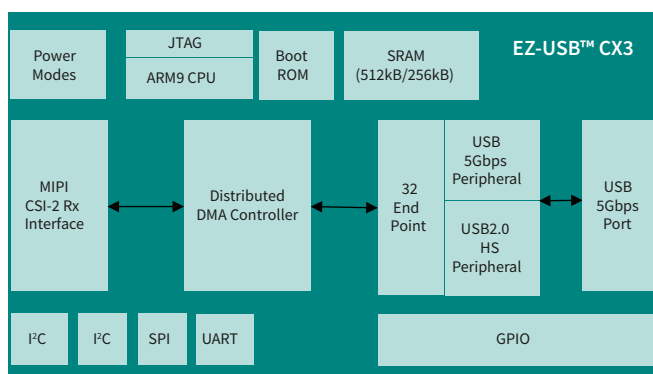 EZ-USB™ CX3
Power
Modes
JTAG
ARM9 CPU
Boot
ROM
SRAM
(512kB/256kB)
MIPI
CSI-2 Rx
Interface
Distributed
DMA Controller
32
End
Point
USB
5Gbps
Peripheral
USB2.0
HS
Peripheral
USB
5Gbps
Port
I²C
I²C
SPI
UART
GPIO